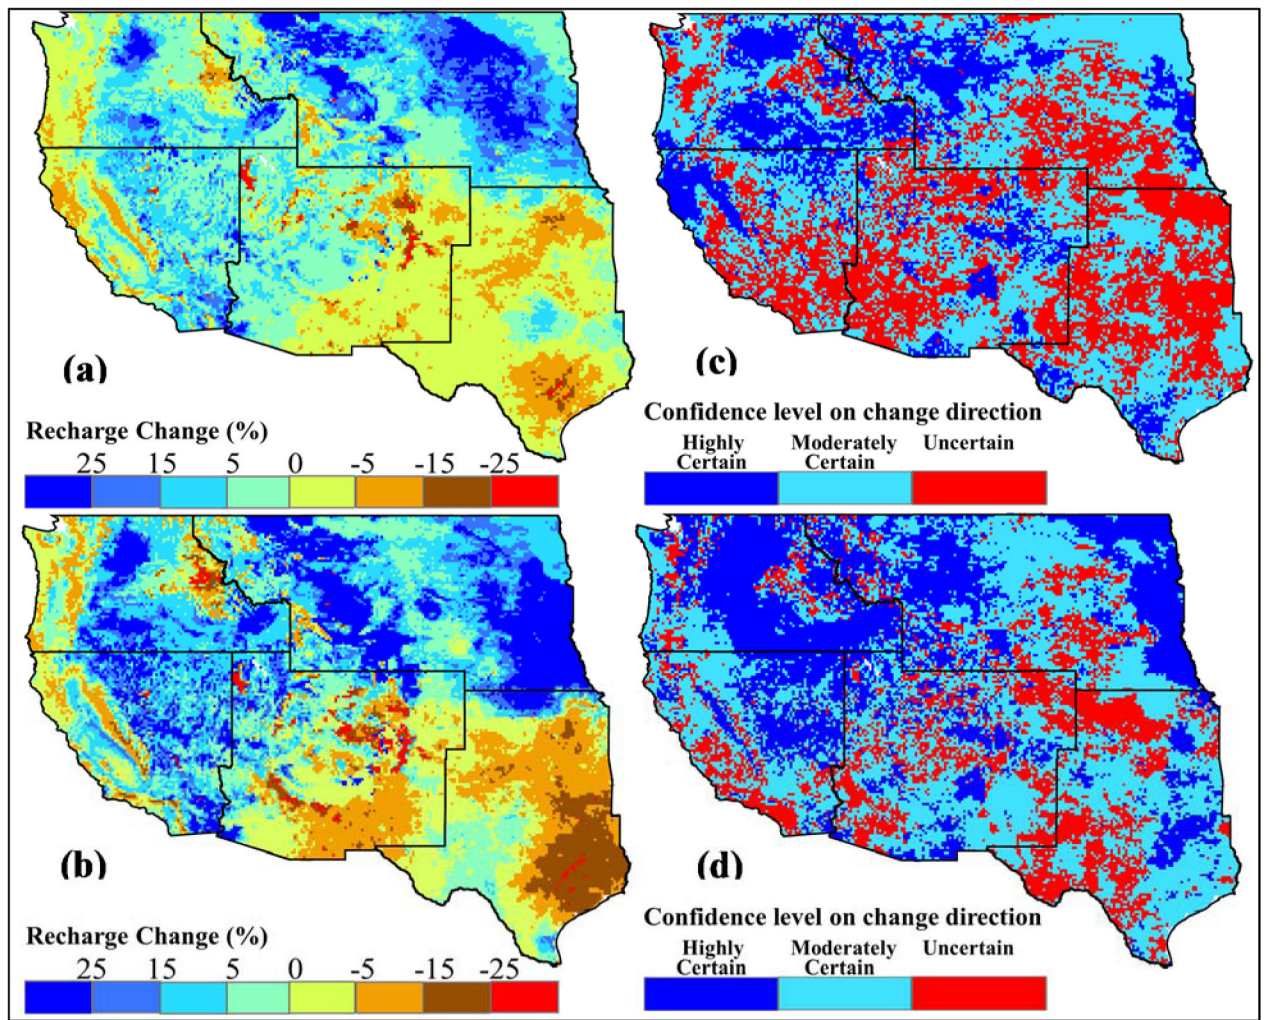 (a)
(c)
Recharge Change (%)
25 15 5 0 -5 -15 -25
Confidence level on change direction
Highly Certain
Moderately Certain
Uncertain
(b)
(d)
Recharge Change (%)
25 15 5 0 -5 -15 -25
Confidence level on change direction
Highly Certain
Moderately Certain
Uncertain